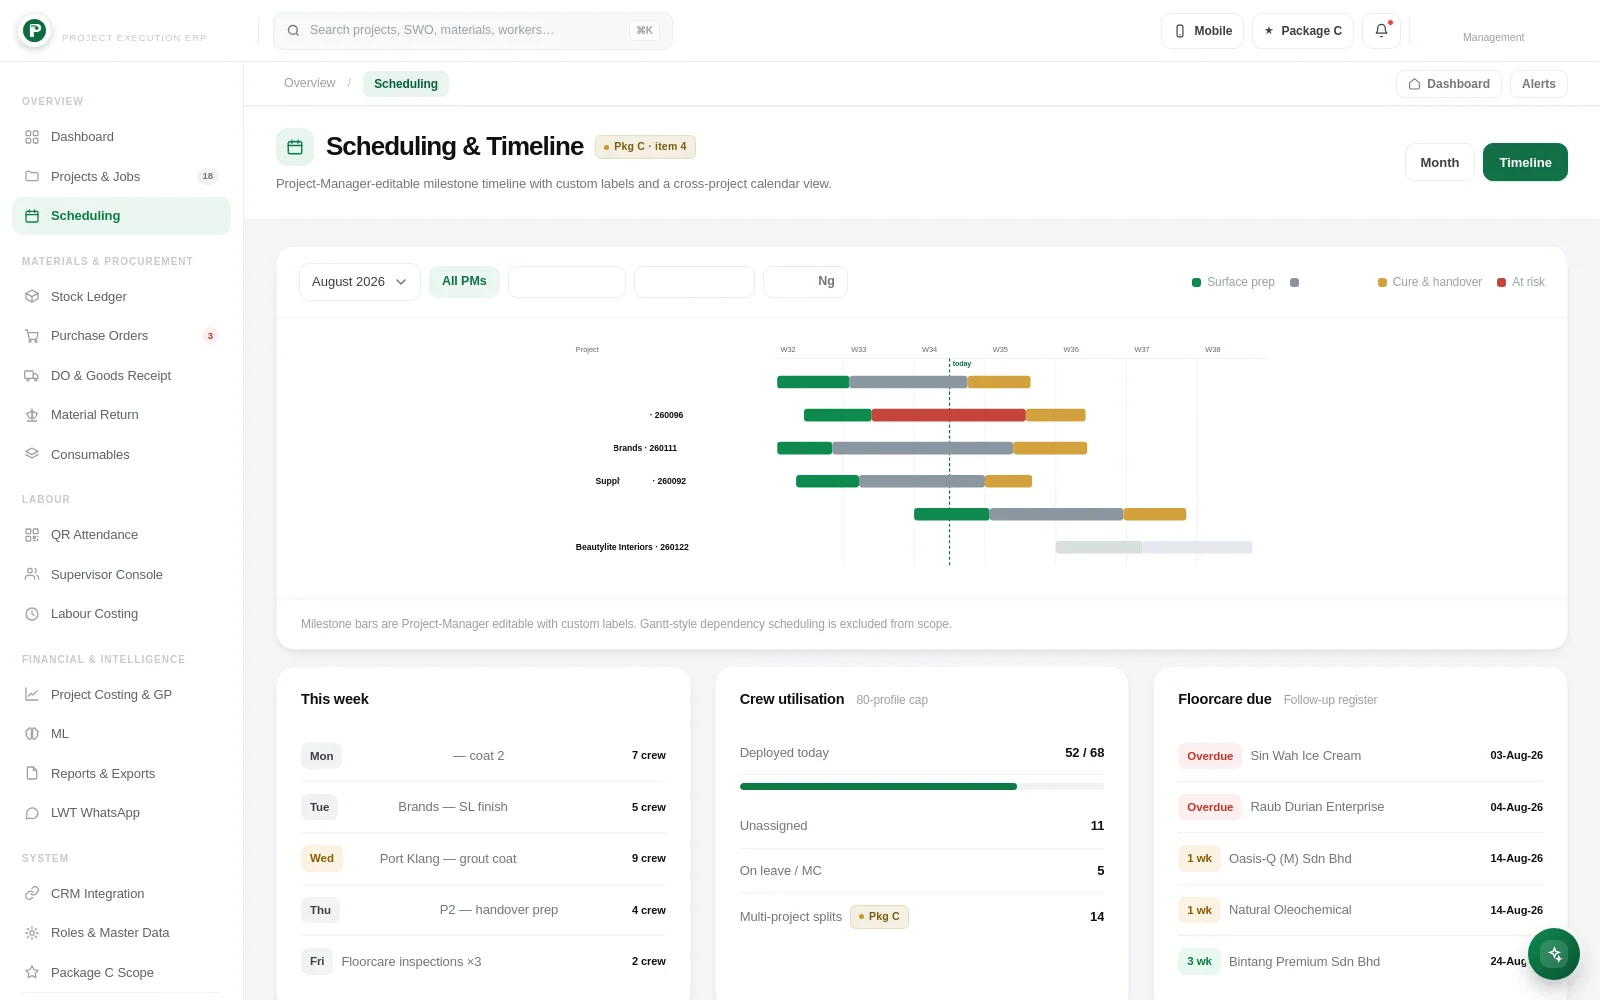 PROJECT EXECUTION ERP
Search projects, SWO, materials, workers…
⌘K
Mobile
★ Package C
Management
OVERVIEW
Dashboard
Projects & Jobs 18
Scheduling
MATERIALS & PROCUREMENT
Stock Ledger
Purchase Orders 3
DO & Goods Receipt
Material Return
Consumables
LABOUR
QR Attendance
Supervisor Console
Labour Costing
FINANCIAL & INTELLIGENCE
Project Costing & GP
ML
Reports & Exports
LWT WhatsApp
SYSTEM
CRM Integration
Roles & Master Data
Package C Scope
Overview / Scheduling
Dashboard
Alerts
Scheduling & Timeline
Pkg C · item 4
Project-Manager-editable milestone timeline with custom labels and a cross-project calendar view.
Month
Timeline
August 2026
All PMs
Ng
Surface prep
Cure & handover
At risk
Project W32 W33 W34 W35 W36 W37 W38
today
· 260096
Brands · 260111
Suppl · 260092
Beautylite Interiors · 260122
Milestone bars are Project-Manager editable with custom labels. Gantt-style dependency scheduling is excluded from scope.
This week
Mon — coat 2 7 crew
Tue Brands — SL finish 5 crew
Wed Port Klang — grout coat 9 crew
Thu P2 — handover prep 4 crew
Fri Floorcare inspections ×3 2 crew
Crew utilisation 80-profile cap
Deployed today 52 / 68
Unassigned 11
On leave / MC 5
Multi-project splits Pkg C 14
Floorcare due Follow-up register
Overdue Sin Wah Ice Cream 03-Aug-26
Overdue Raub Durian Enterprise 04-Aug-26
1 wk Oasis-Q (M) Sdn Bhd 14-Aug-26
1 wk Natural Oleochemical 14-Aug-26
3 wk Bintang Premium Sdn Bhd 24-Aug